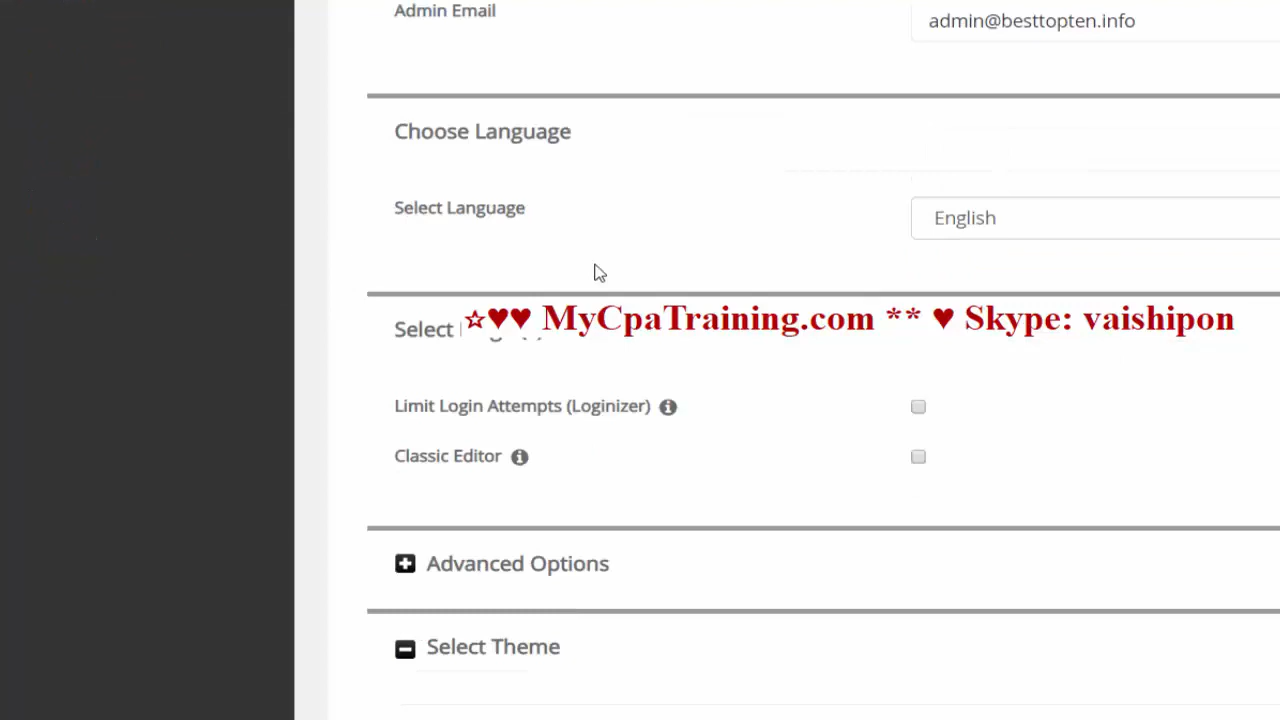 Admin Email
admin@besttopten.info
Choose Language
Select Language
English
Select
☆♥♥ MyCpaTraining.com ** ♥ Skype: vaishipon
Limit Login Attempts (Loginizer)
Classic Editor
Advanced Options
Select Theme